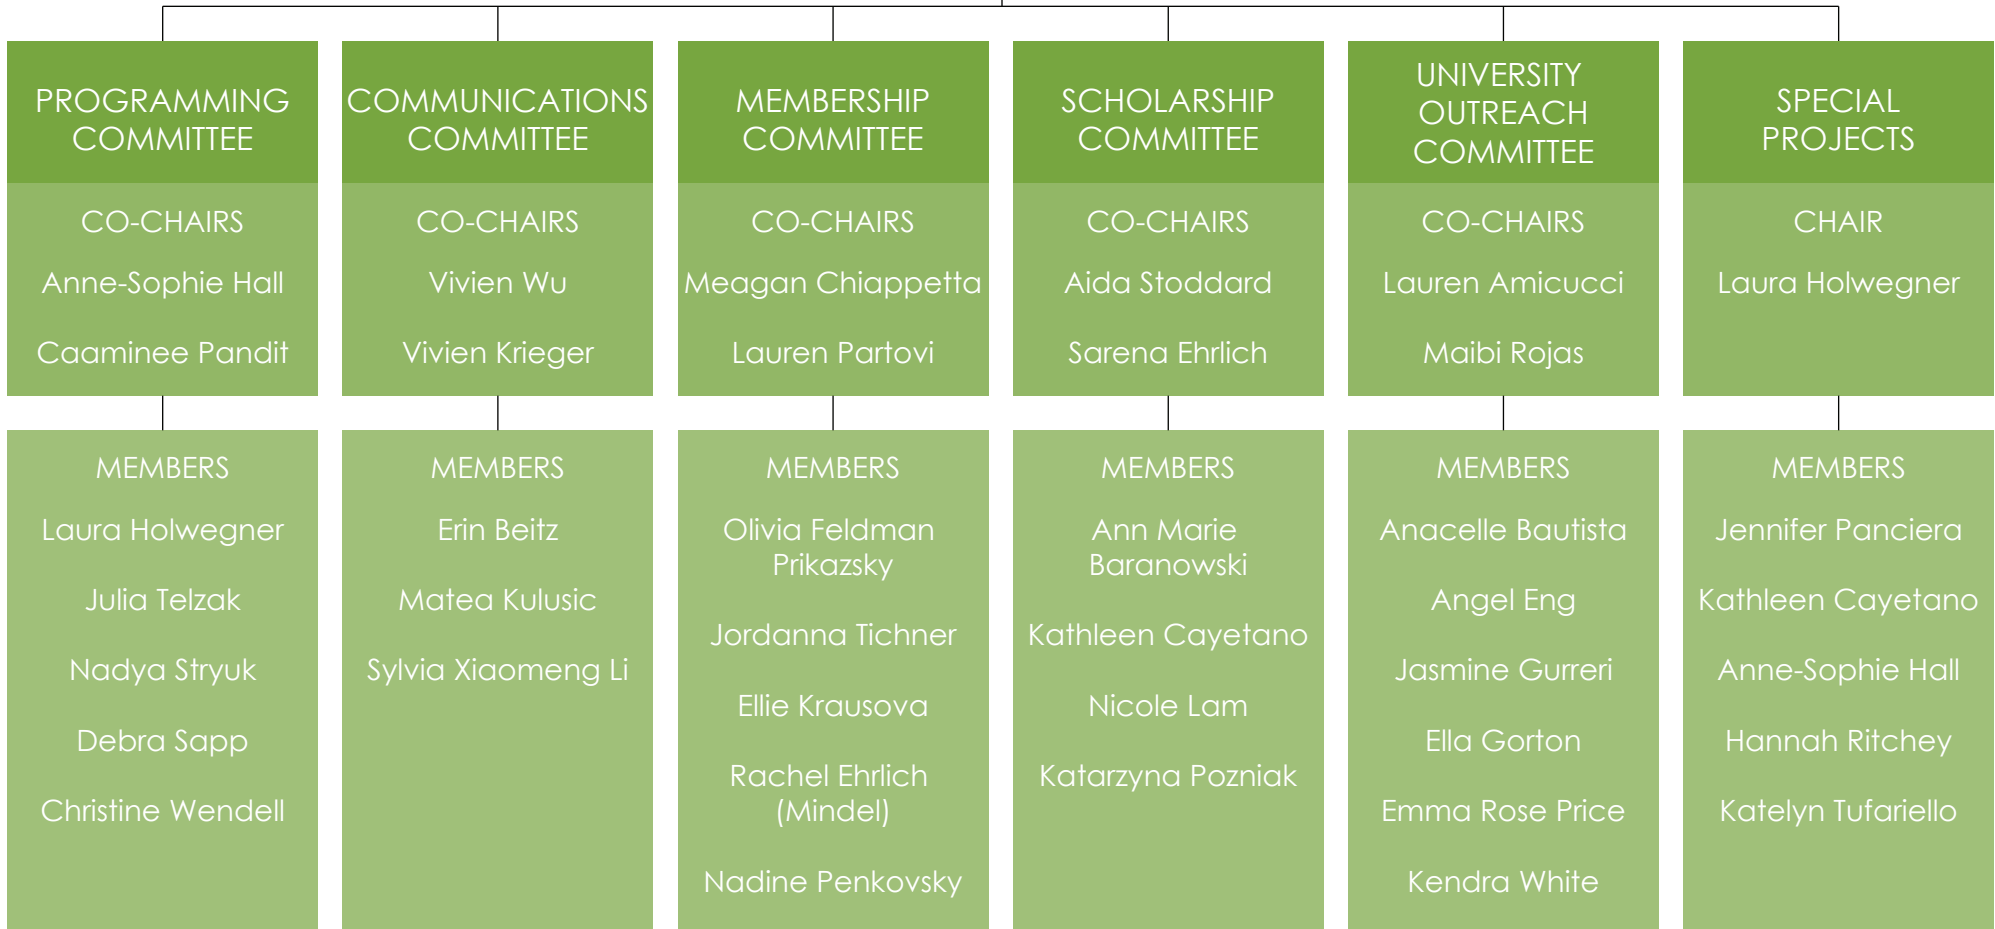 PROGRAMMING
COMMITTEE
CO-CHAIRS
Anne-Sophie Hall
Caaminee Pandit
MEMBERS
Laura Holwegner
Julia Telzak
Nadya Stryuk
Debra Sapp
Christine Wendell
COMMUNICATIONS
COMMITTEE
CO-CHAIRS
Vivien Wu
Vivien Krieger
MEMBERS
Erin Beitz
Matea Kulusic
Sylvia Xiaomeng Li
MEMBERSHIP
COMMITTEE
CO-CHAIRS
Meagan Chiappetta
Lauren Partovi
MEMBERS
Olivia Feldman
Prikazsky
Jordanna Tichner
Ellie Krausova
Rachel Ehrlich
(Mindel)
Nadine Penkovsky
SCHOLARSHIP
COMMITTEE
CO-CHAIRS
Aida Stoddard
Sarena Ehrlich
MEMBERS
Ann Marie
Baranowski
Kathleen Cayetano
Nicole Lam
Katarzyna Pozniak
UNIVERSITY
OUTREACH
COMMITTEE
CO-CHAIRS
Lauren Amicucci
Maibi Rojas
MEMBERS
Anacelle Bautista
Angel Eng
Jasmine Gurreri
Ella Gorton
Emma Rose Price
Kendra White
SPECIAL
PROJECTS
CHAIR
Laura Holwegner
MEMBERS
Jennifer Panciera
Kathleen Cayetano
Anne-Sophie Hall
Hannah Ritchey
Katelyn Tufariello